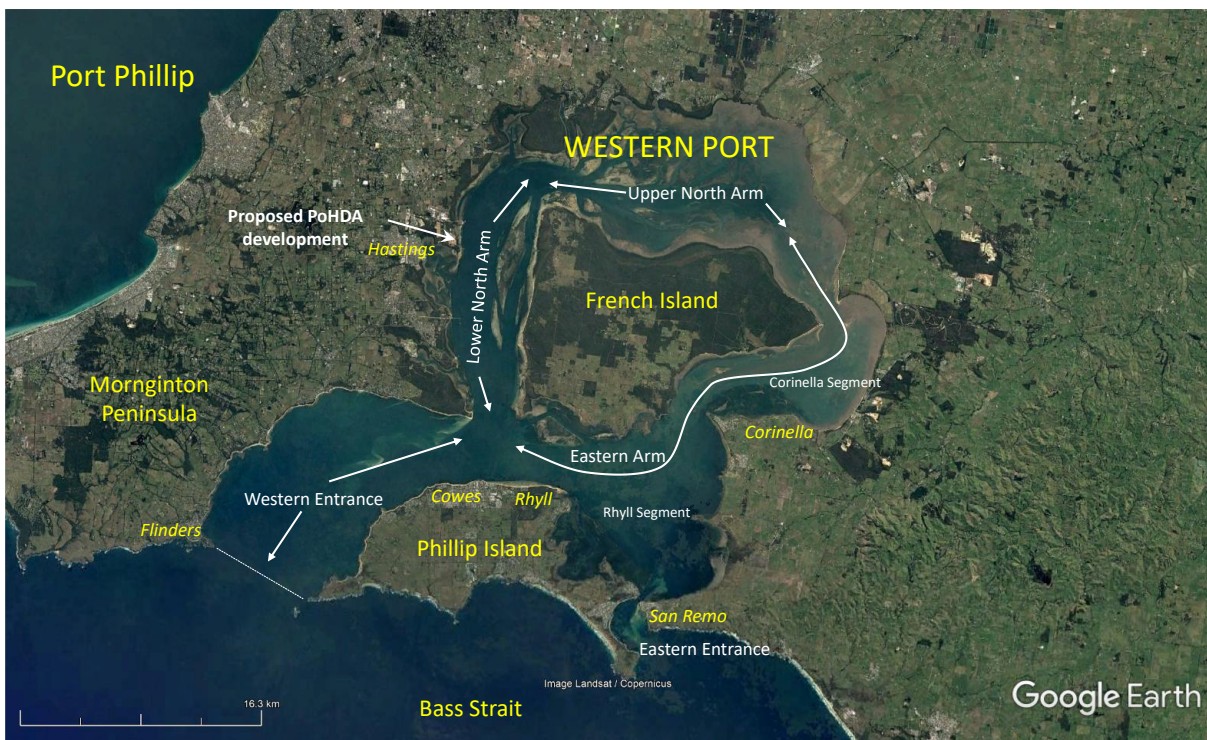 Port Phillip
WESTERN PORT
Upper North Arm
Proposed PoHDA
development
Hastings
Lower North Arm
French Island
Mornginton
Peninsula
Corinella Segment
Corinella
Eastern Arm
Western Entrance
Cowes
Rhyll
Rhyll Segment
Flinders
Phillip Island
San Remo
Eastern Entrance
Image Landsat / Copernicus
Google Earth
16.3 km
Bass Strait